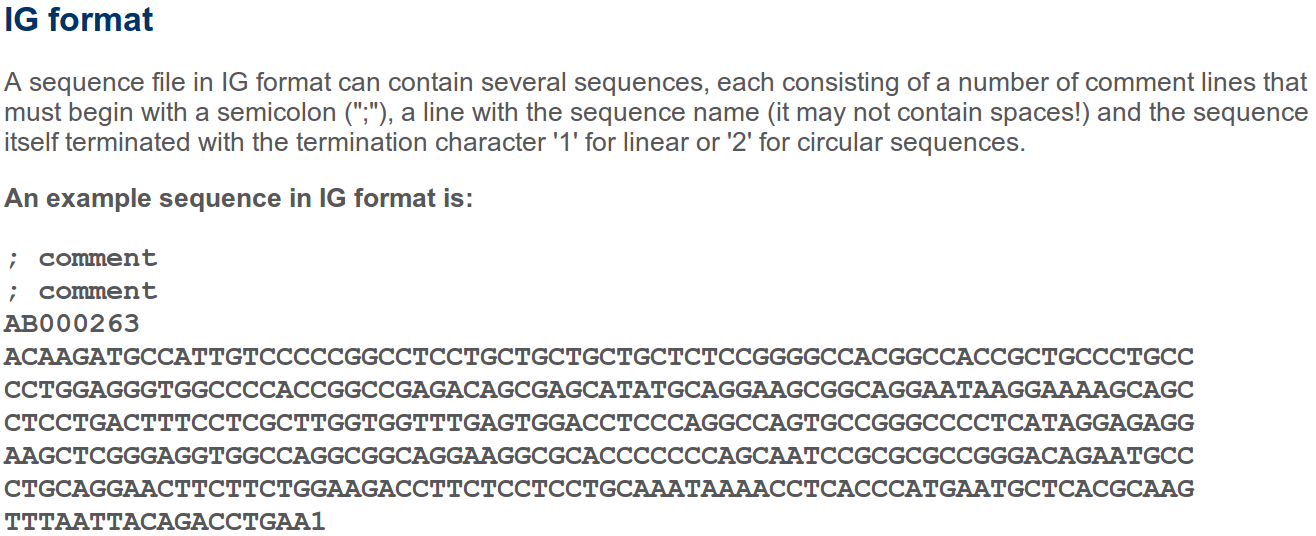 IG format
A sequence file in IG format can contain several sequences, each consisting of a number of comment lines that
must begin with a semicolon (";"), a line with the sequence name (it may not contain spaces!) and the sequence
itself terminated with the termination character '1' for linear or '2' for circular sequences.
An example sequence in IG format is:
; comment
; comment
AB000263
ACAAGATGCCATTGTCCCCCGGCCTCCTGCTGCTGCTGCTCTCCGGGGCCACGGCCACCGCTGCCCTGCC
CCTGGAGGGTGGCCCCACCGGCCGAGACAGCGAGCATATGCAGGAAGCGGCAGGAATAAGGAAAAGCAGC
CTCCTGACTTTCCTCGCTTGGTGGTTTGAGTGGACCTCCCAGGCCAGTGCCGGGCCCCTCATAGGAGAGG
AAGCTCGGGAGGTGGCCAGGCGGCAGGAAGGCGCACCCCCCCAGCAATCCGCGCGCCGGGACAGAATGCC
CTGCAGGAACTTCTTCTGGAAGACCTTCTCCTCCTGCAAATAAAACCTCACCCATGAATGCTCACGCAAG
TTTAATTACAGACCTGAA1